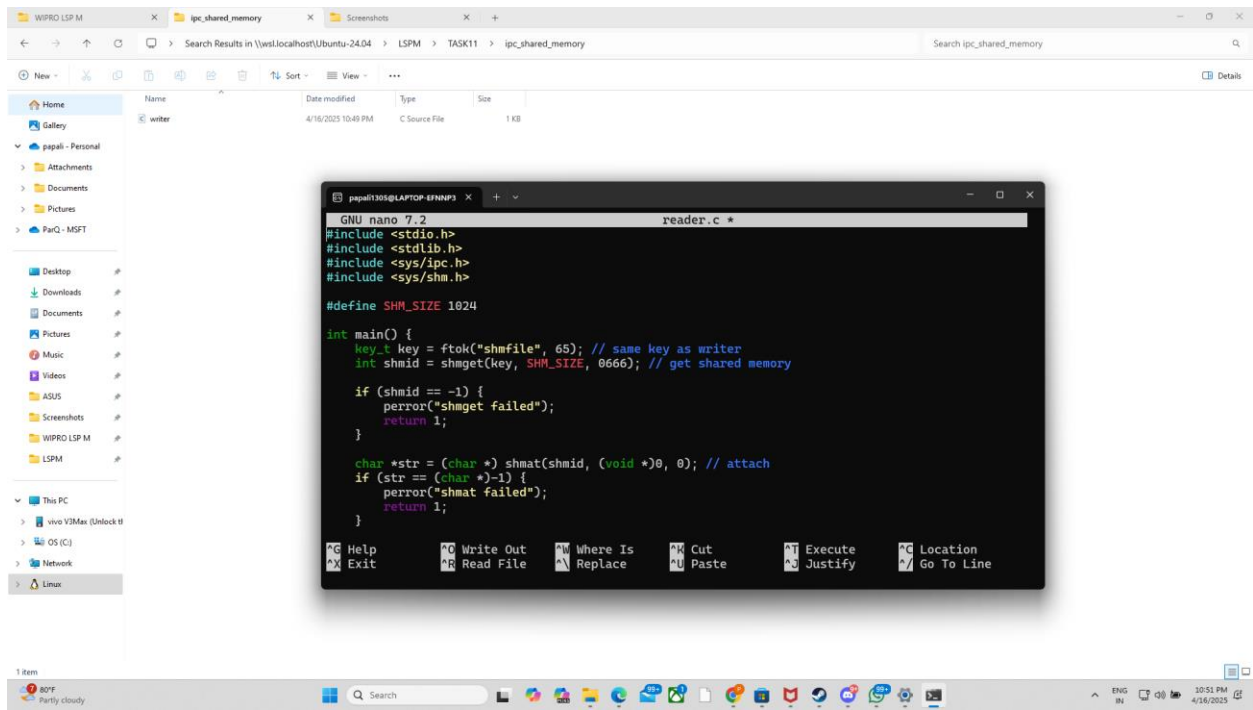 WIPRO LSP M
ipc_shared_memory
Screenshots
Search Results in \\wsl.localhost\Ubuntu-24.04 > LSPM > TASK11 > ipc_shared_memory
Search ipc_shared_memory
New
Sort
View
Details
Home
Gallery
papali - Personal
Attachments
Documents
Pictures
ParQ - MSFT
Desktop
Downloads
Documents
Pictures
Music
Videos
ASUS
Screenshots
WIPRO LSP M
LSPM
This PC
vivo V3Max (Unlock th
OS (C:)
Network
Linux
Name Date modified Type Size
writer 4/16/2025 10:49 PM C Source File 1 KB
papali1305@LAPTOP-EFNNP3
GNU nano 7.2 reader.c *
#include <stdio.h>
#include <stdlib.h>
#include <sys/ipc.h>
#include <sys/shm.h>
#define SHM_SIZE 1024
int main() {
key_t key = ftok("shmfile", 65); // same key as writer
int shmid = shmget(key, SHM_SIZE, 0666); // get shared memory
if (shmid == -1) {
perror("shmget failed");
return 1;
}
char *str = (char *) shmat(shmid, (void *)0, 0); // attach
if (str == (char *)-1) {
perror("shmat failed");
return 1;
}
^G Help ^O Write Out ^W Where Is ^K Cut ^T Execute ^C Location
^X Exit ^R Read File ^\ Replace ^U Paste ^J Justify ^/ Go To Line
1 item
80°F
Partly cloudy
Search
99+
99+
ENG
IN
10:51 PM
4/16/2025